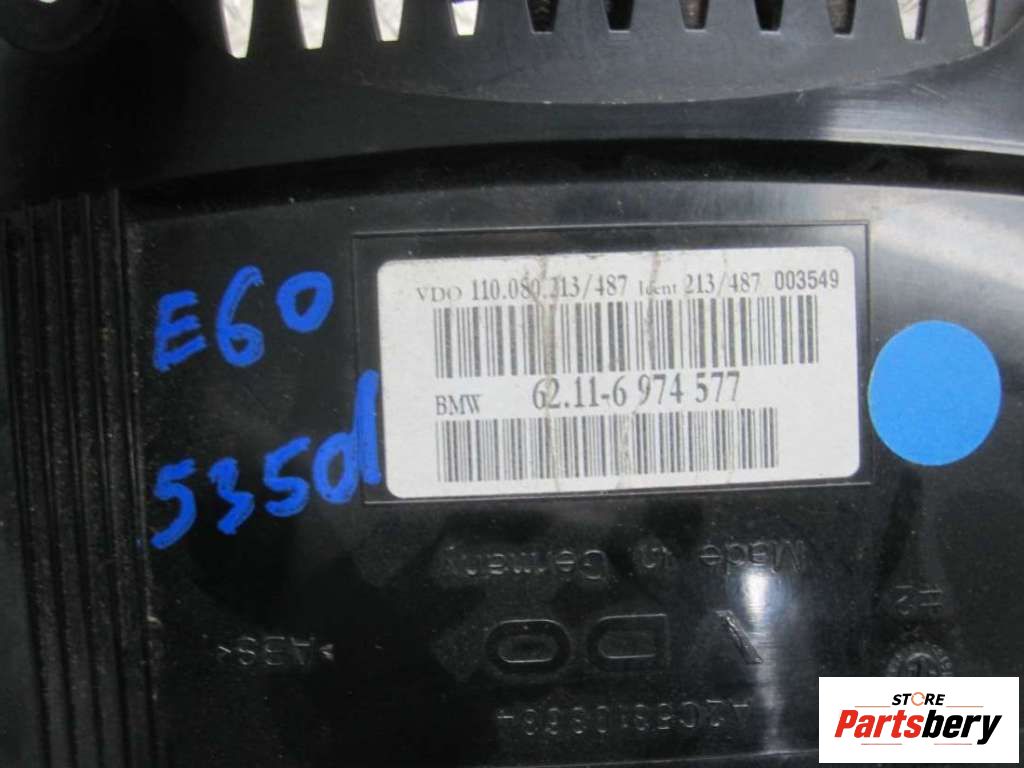 VDO 110.080.213/487 Ident 213/487 003549
E60
BMW 62.11-6 974 577
535d
Made in Germany
VDO
>ABS<
STORE
Partsbery